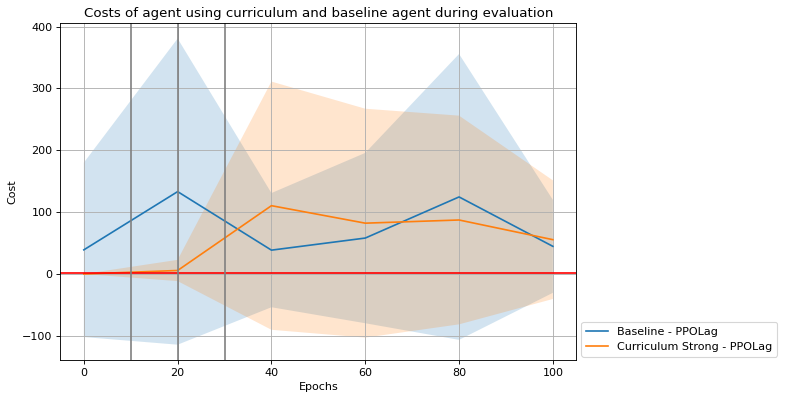 Costs of agent using curriculum and baseline agent during evaluation
400
300
200
100
0
−100
Cost
0 20 40 60 80 100
Epochs
Baseline - PPOLag
Curriculum Strong - PPOLag